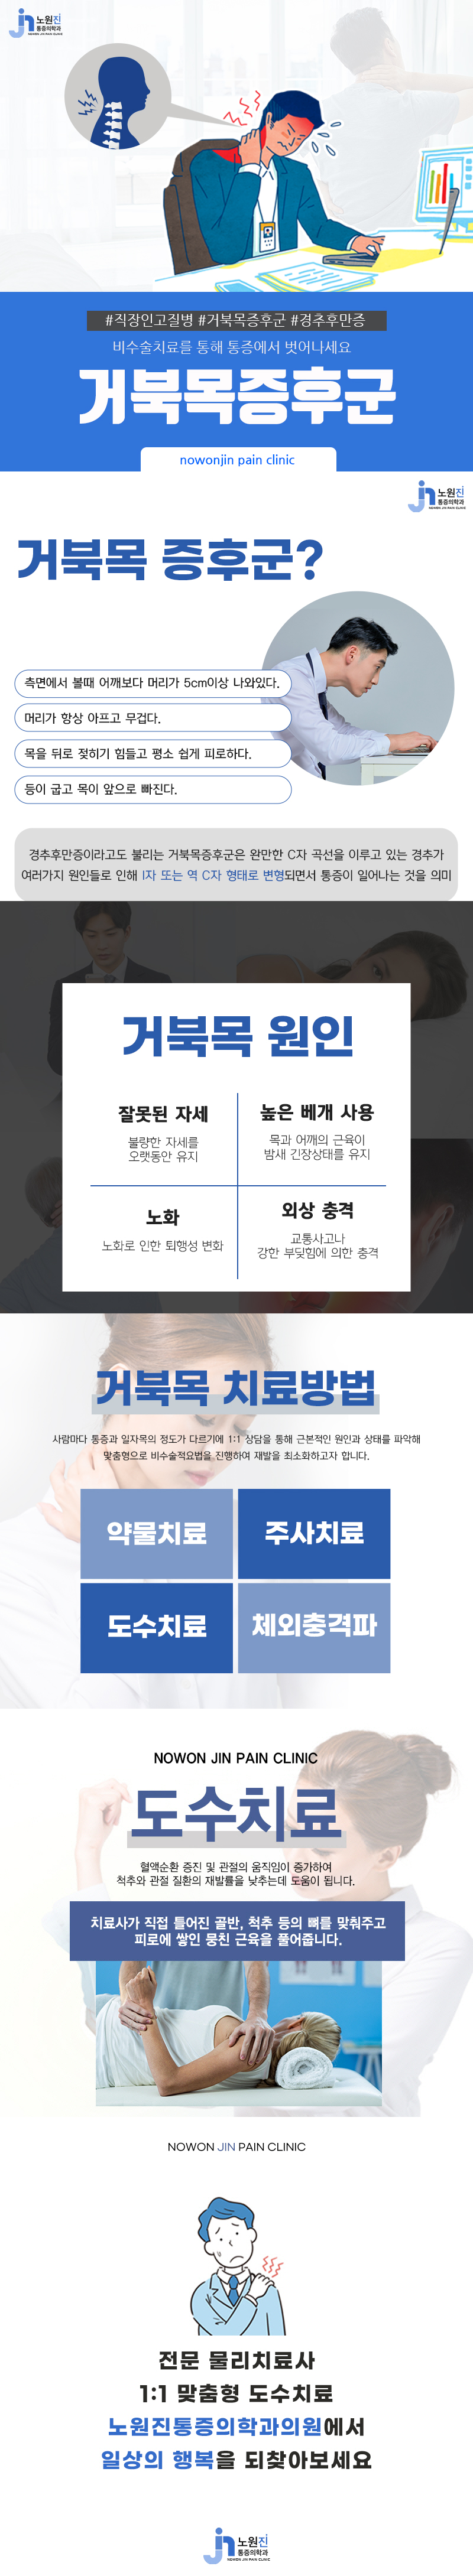 노원진
통증의학과
NOWON JIN PAIN CLINIC
#직장인고질병 #거북목증후군 #경추후만증
비수술치료를 통해 통증에서 벗어나세요
거북목증후군
nowonjin pain clinic
노원진
통증의학과
NOWON JIN PAIN CLINIC
거북목 증후군?
측면에서 볼때 어깨보다 머리가 5cm이상 나와있다.
머리가 항상 아프고 무겁다.
목을 뒤로 젖히기 힘들고 평소 쉽게 피로하다.
등이 굽고 목이 앞으로 빠진다.
경추후만증이라고도 불리는 거북목증후군은 완만한 C자 곡선을 이루고 있는 경추가
여러가지 원인들로 인해 I자 또는 역 C자 형태로 변형되면서 통증이 일어나는 것을 의미
거북목 원인
잘못된 자세
불량한 자세를
오랫동안 유지
높은 베개 사용
목과 어깨의 근육이
밤새 긴장상태를 유지
노화
노화로 인한 퇴행성 변화
외상 충격
교통사고나
강한 부딪힘에 의한 충격
거북목 치료방법
사람마다 통증과 일자목의 정도가 다르기에 1:1 상담을 통해 근본적인 원인과 상태를 파악해
맞춤형으로 비수술적요법을 진행하여 재발을 최소화하고자 합니다.
약물치료
주사치료
도수치료
체외충격파
NOWON JIN PAIN CLINIC
도수치료
혈액순환 증진 및 관절의 움직임이 증가하여
척추와 관절 질환의 재발률을 낮추는데 도움이 됩니다.
치료사가 직접 틀어진 골반, 척추 등의 뼈를 맞춰주고
피로에 쌓인 뭉친 근육을 풀어줍니다.
NOWON JIN PAIN CLINIC
전문 물리치료사
1:1 맞춤형 도수치료
노원진통증의학과의원에서
일상의 행복을 되찾아보세요
노원진
통증의학과
NOWON JIN PAIN CLINIC